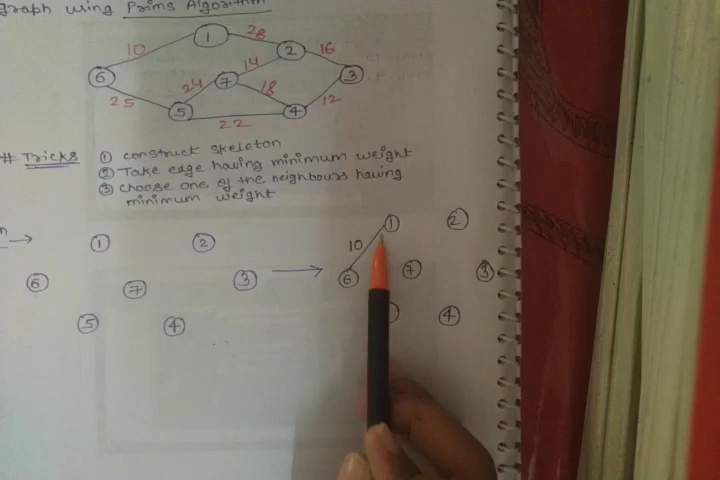 graph using Prims Algorithm
1 28 2 16
10 14
6 24 7 18 3
25 5 4 12
22
# Tricks ① construct skeleton
② Take edge having minimum weight
③ choose one of the neighbours having
minimum weight
→ 1 2 10 1 2
6 7 3 → 6 7 3
5 4 4